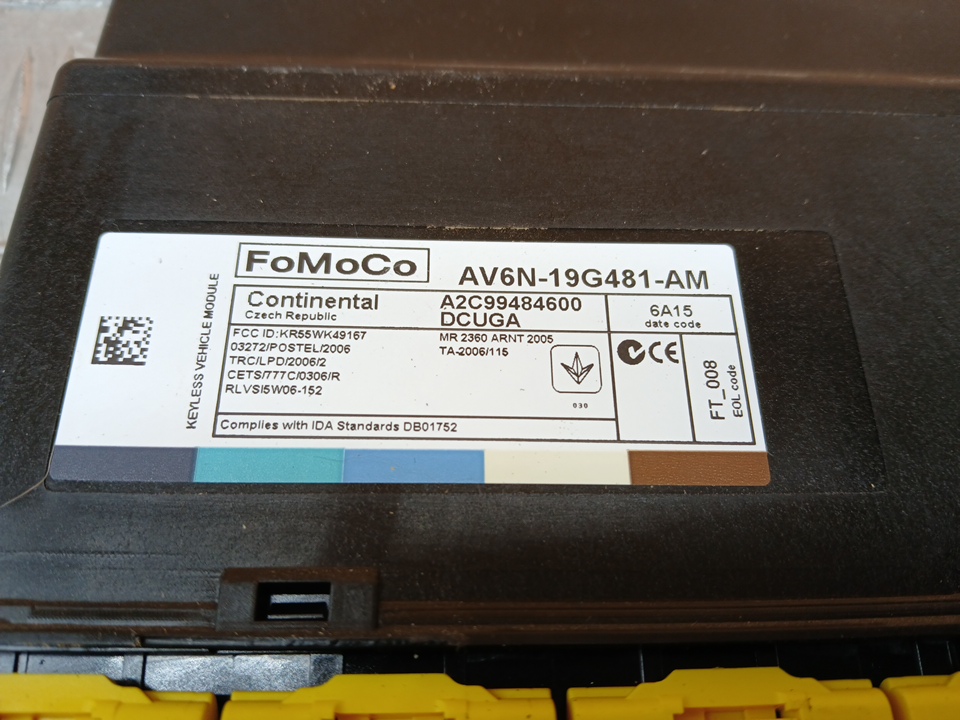 FoMoCo
AV6N-19G481-AM
KEYLESS VEHICLE MODULE
Continental
Czech Republic
A2C99484600
DCUGA
6A15
date code
FCC ID:KR55WK49167
03272/POSTEL/2006
TRC/LPD/2006/2
CETS/777C/0306/R
RLVSI5W06-152
MR 2360 ARNT 2005
TA-2006/115
030
CE
FT_008
EOL code
Complies with IDA Standards DB01752